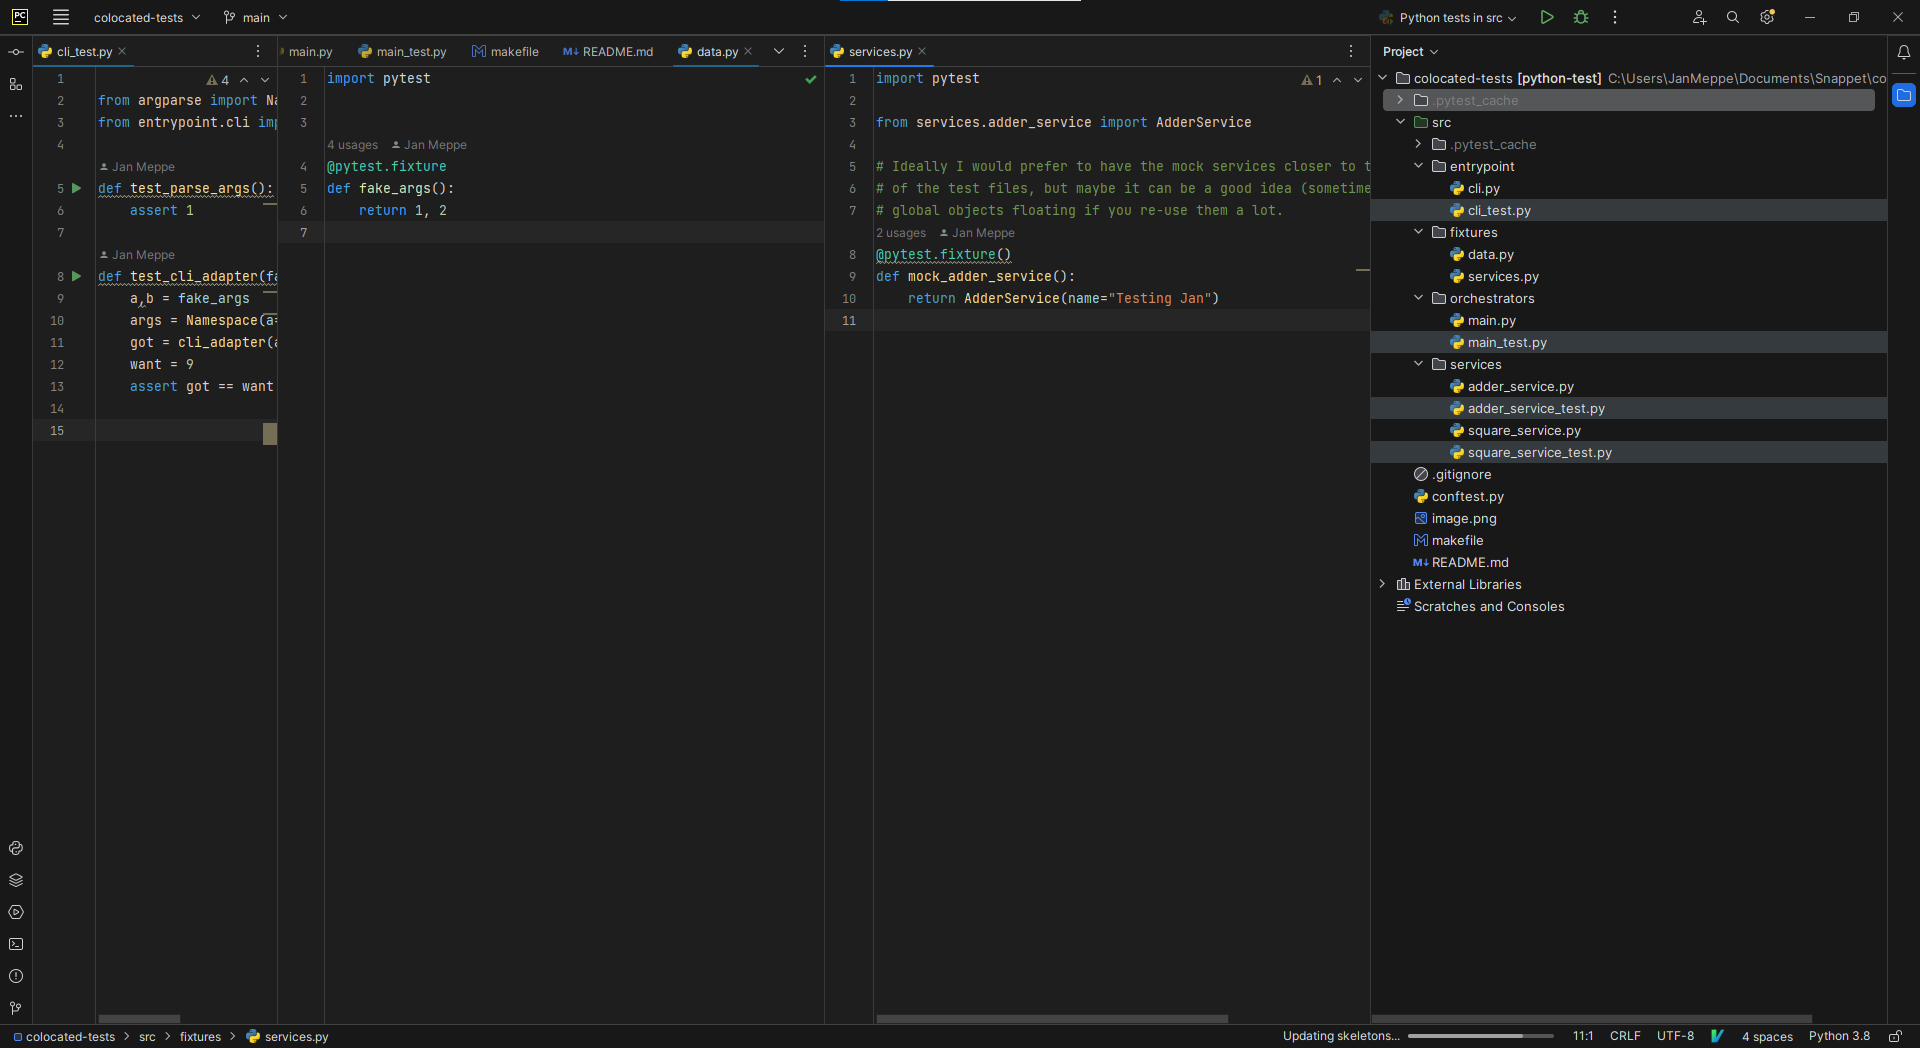 PC
colocated-tests
main
Python tests in src
cli_test.py
main.py
main_test.py
makefile
M↓ README.md
data.py
services.py
Project
4
1
2 from argparse import Na
3 from entrypoint.cli imp
4
Jan Meppe
5 def test_parse_args():
6 assert 1
7
Jan Meppe
8 def test_cli_adapter(fa
9 a,b = fake_args
10 args = Namespace(a=
11 got = cli_adapter(a
12 want = 9
13 assert got == want
14
15
1 import pytest
2
3
4 usages Jan Meppe
4 @pytest.fixture
5 def fake_args():
6 return 1, 2
7
1 import pytest
1
2
3 from services.adder_service import AdderService
4
5 # Ideally I would prefer to have the mock services closer to t
6 # of the test files, but maybe it can be a good idea (sometime
7 # global objects floating if you re-use them a lot.
2 usages Jan Meppe
8 @pytest.fixture()
9 def mock_adder_service():
10 return AdderService(name="Testing Jan")
11
colocated-tests [python-test] C:\Users\JanMeppe\Documents\Snappet\co
.pytest_cache
src
.pytest_cache
entrypoint
cli.py
cli_test.py
fixtures
data.py
services.py
orchestrators
main.py
main_test.py
services
adder_service.py
adder_service_test.py
square_service.py
square_service_test.py
.gitignore
conftest.py
image.png
makefile
M↓ README.md
External Libraries
Scratches and Consoles
colocated-tests > src > fixtures > services.py
Updating skeletons...
11:1
CRLF
UTF-8
4 spaces
Python 3.8